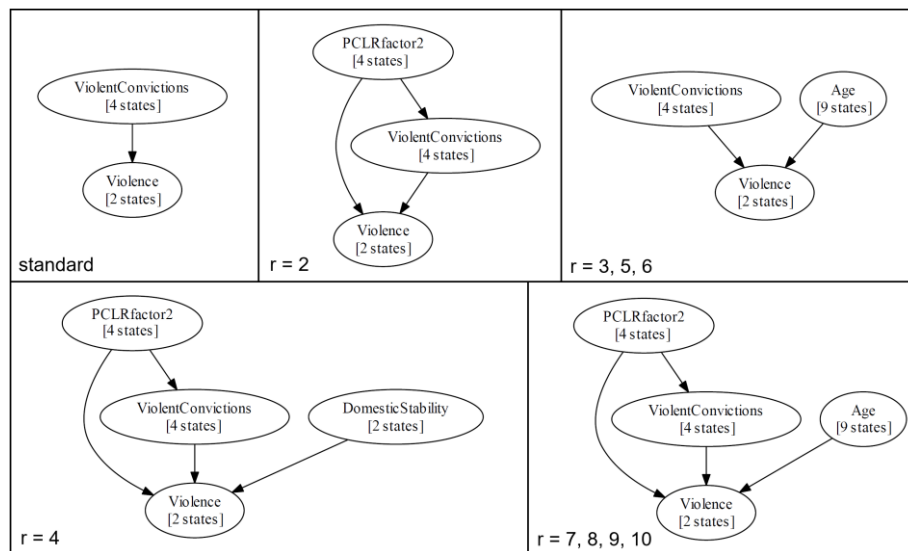 ViolentConvictions
[4 states]
Violence
[2 states]
standard
PCLRfactor2
[4 states]
ViolentConvictions
[4 states]
Violence
[2 states]
r = 2
ViolentConvictions
[4 states]
Age
[9 states]
Violence
[2 states]
r = 3, 5, 6
PCLRfactor2
[4 states]
ViolentConvictions
[4 states]
DomesticStability
[2 states]
Violence
[2 states]
r = 4
PCLRfactor2
[4 states]
ViolentConvictions
[4 states]
Age
[9 states]
Violence
[2 states]
r = 7, 8, 9, 10